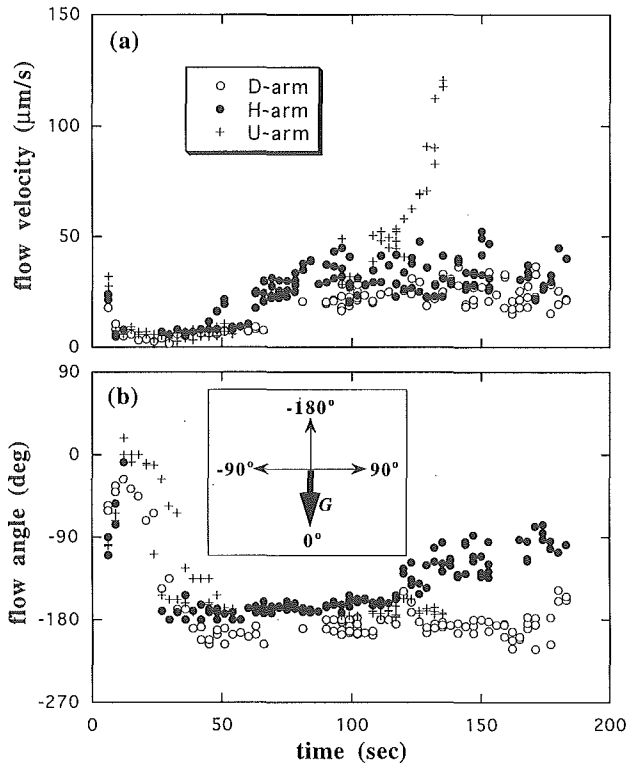 150
(a)
D-arm
H-arm
U-arm
100
50
0
flow velocity (μm/s)
90
(b)
-180°
-90°
90°
G
0°
0
-90
-180
-270
flow angle (deg)
0
50
100
150
200
time (sec)